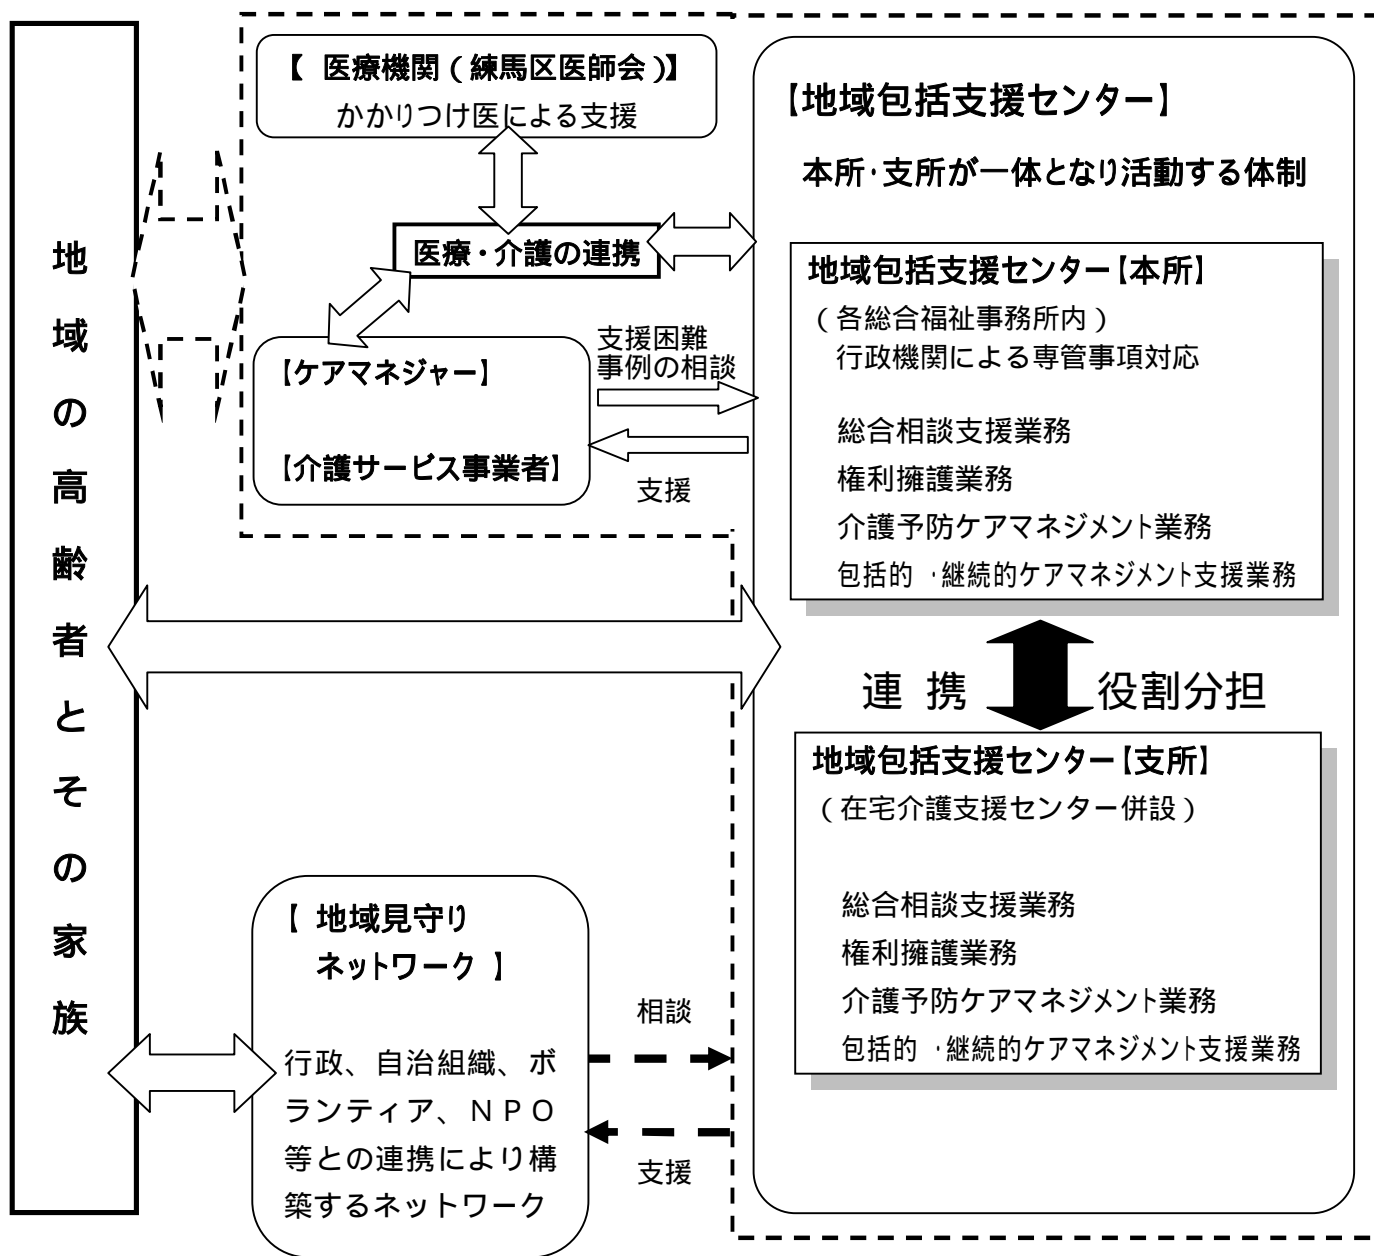 地域の高齢者とその家族
【 医療機関（練馬区医師会）】
かかりつけ医による支援
医療・介護の連携
【ケアマネジャー】
【介護サービス事業者】
支援困難
事例の相談
支援
【地域包括支援センター】
本所・支所が一体となり活動する体制
地域包括支援センター【本所】
（各総合福祉事務所内）
行政機関による専管事項対応
総合相談支援業務
権利擁護業務
介護予防ケアマネジメント業務
包括的・継続的ケアマネジメント支援業務
連 携
役割分担
地域包括支援センター【支所】
（在宅介護支援センター併設）
総合相談支援業務
権利擁護業務
介護予防ケアマネジメント業務
包括的・継続的ケアマネジメント支援業務
【 地域見守り
ネットワーク 】
行政、自治組織、ボ
ランティア、ＮＰＯ
等との連携により構
築するネットワーク
相談
支援